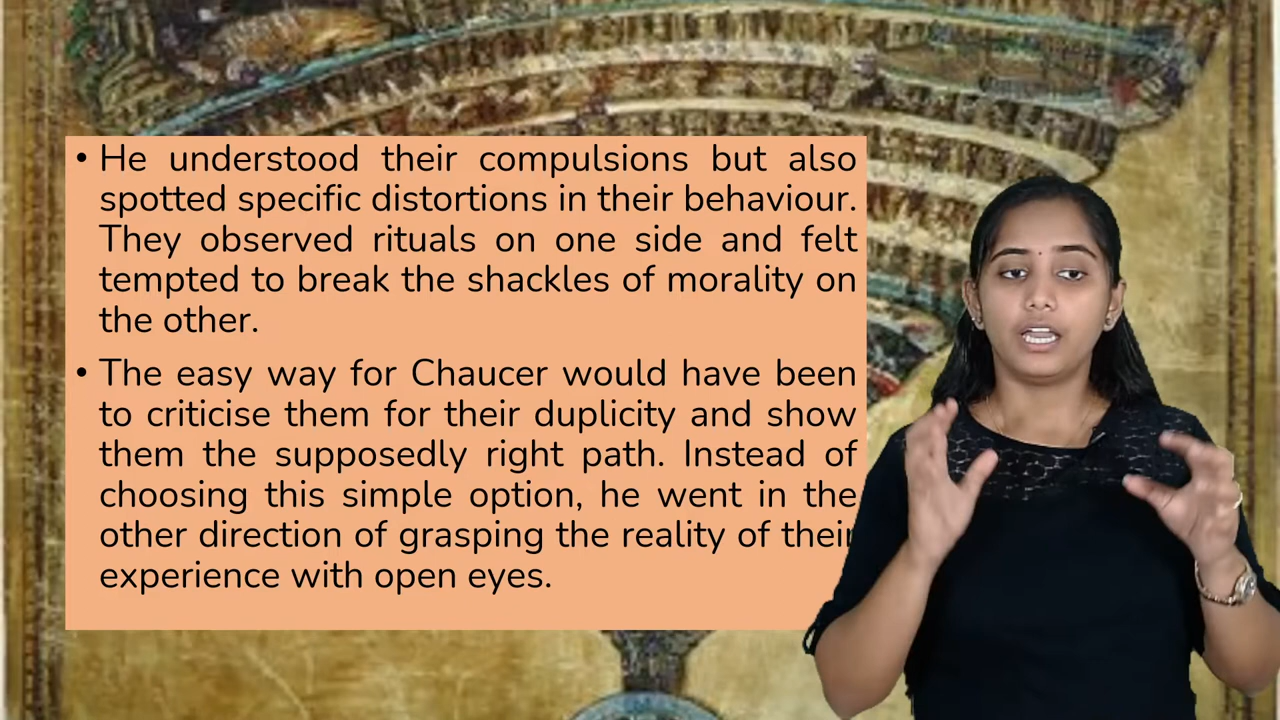 • He understood their compulsions but also
spotted specific distortions in their behaviour.
They observed rituals on one side and felt
tempted to break the shackles of morality on
the other.
• The easy way for Chaucer would have been
to criticise them for their duplicity and show
them the supposedly right path. Instead of
choosing this simple option, he went in the
other direction of grasping the reality of their
experience with open eyes.